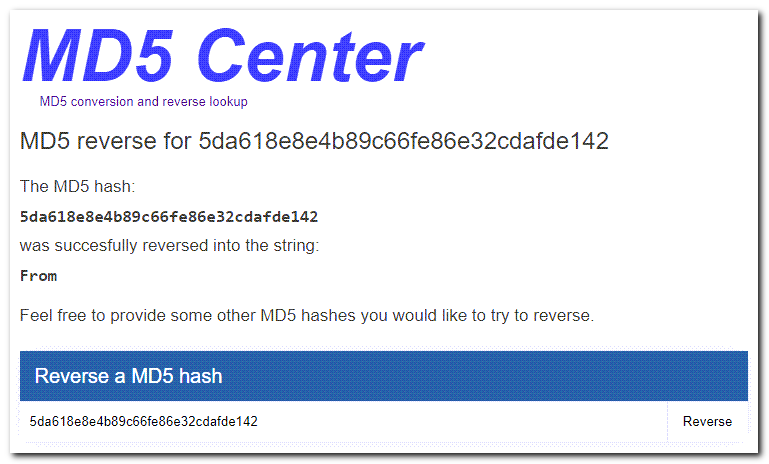 MD5 Center
MD5 conversion and reverse lookup
MD5 reverse for 5da618e8e4b89c66fe86e32cdafde142
The MD5 hash:
5da618e8e4b89c66fe86e32cdafde142
was succesfully reversed into the string:
From
Feel free to provide some other MD5 hashes you would like to try to reverse.
Reverse a MD5 hash
5da618e8e4b89c66fe86e32cdafde142 Reverse